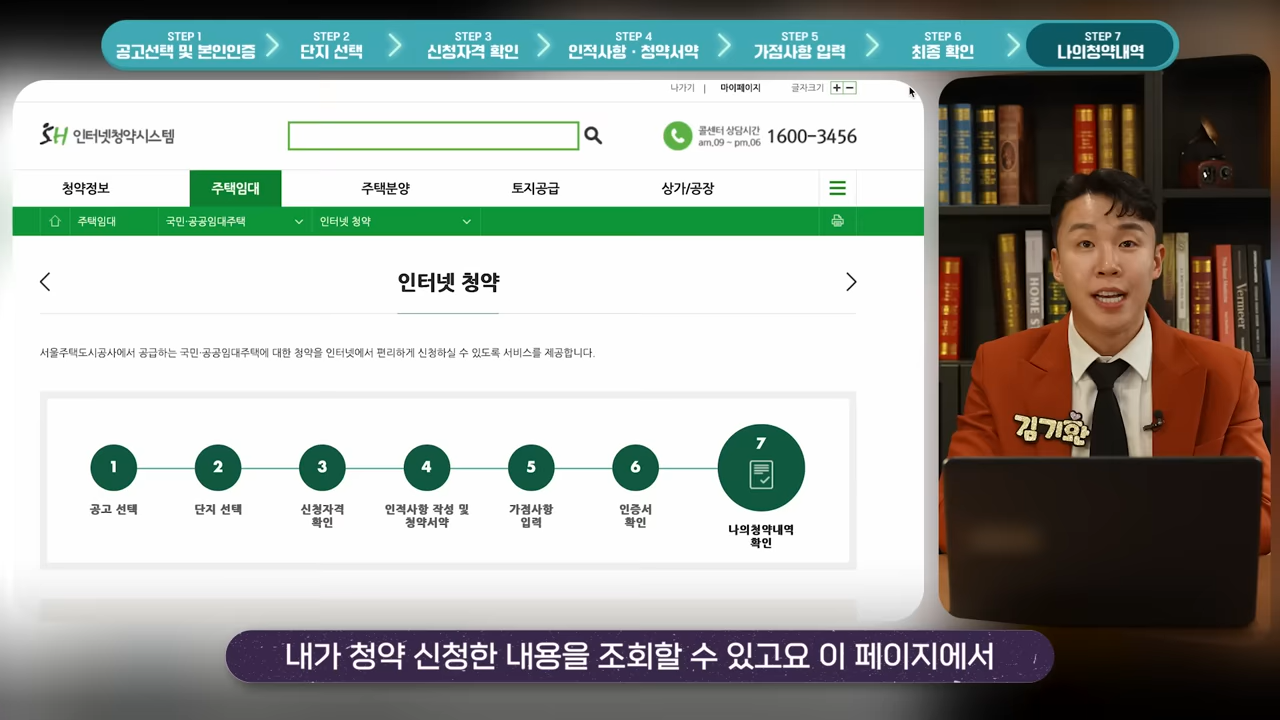 STEP 1
공고선택 및 본인인증
STEP 2
단지 선택
STEP 3
신청자격 확인
STEP 4
인적사항 · 청약서약
STEP 5
가점사항 입력
STEP 6
최종 확인
STEP 7
나의청약내역
나가기 | 마이페이지 글자크기 + −
SH 인터넷청약시스템
콜센터 상담시간
am.09 ~ pm.06
1600-3456
청약정보 주택임대 주택분양 토지공급 상가/공장
주택임대 국민·공공임대주택 인터넷 청약
인터넷 청약
서울주택도시공사에서 공급하는 국민·공공임대주택에 대한 청약을 인터넷에서 편리하게 신청하실 수 있도록 서비스를 제공합니다.
1
공고 선택
2
단지 선택
3
신청자격
확인
4
인적사항 작성 및
청약서약
5
가점사항
입력
6
인증서
확인
7
나의청약내역
확인
HOME
Vermeer
김기환
내가 청약 신청한 내용을 조회할 수 있고요 이 페이지에서